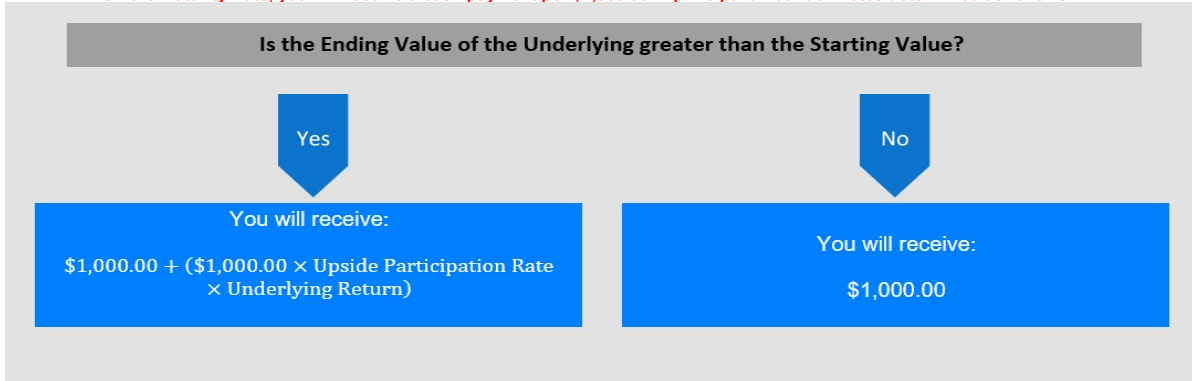 Is the Ending Value of the Underlying greater than the Starting Value?
Yes
No
You will receive:
$1,000.00 + ($1,000.00 × Upside Participation Rate
× Underlying Return)
You will receive:
$1,000.00